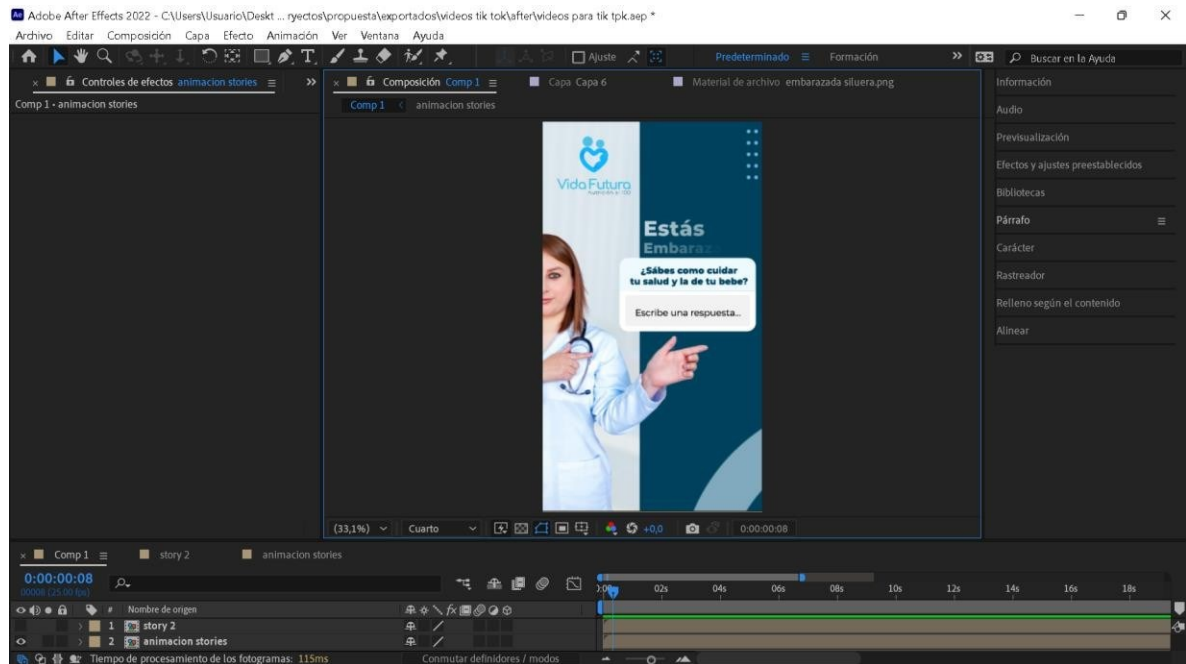 Adobe After Effects 2022 - C:\Users\Usuario\Deskt ... ryectos\propuesta\exportados\videos tik tok\after\videos para tik tpk.aep *
Archivo Editar Composición Capa Efecto Animación Ver Ventana Ayuda
Ajuste Predeterminado Formación Buscar en la Ayuda
Controles de efectos animacion stories
Composición Comp 1 Capa Capa 6 Material de archivo embarazada siluera.png
Comp 1 • animacion stories
Comp 1 animacion stories
Información
Audio
Previsualización
Efectos y ajustes preestablecidos
Bibliotecas
Párrafo
Carácter
Rastreador
Relleno según el contenido
Alinear
Vida Futura
Estás
Embaraz
¿Sábes como cuidar
tu salud y la de tu bebe?
Escribe una respuesta...
(33,1%) Cuarto +0,0 0:00:00:08
Comp 1 story 2 animacion stories
0:00:00:08
00008 (25.00 fps)
02s 04s 06s 08s 10s 12s 14s 16s 18s
# Nombre de origen
1 story 2
2 animacion stories
Tiempo de procesamiento de los fotogramas: 115ms Conmutar definidores / modos